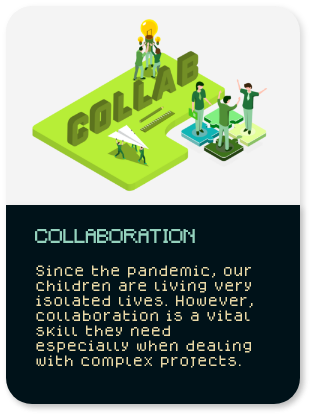 COLLAB
COLLABORATION
Since the pandemic, our
children are living very
isolated lives. However,
collaboration is a vital
skill they need
especially when dealing
with complex projects.